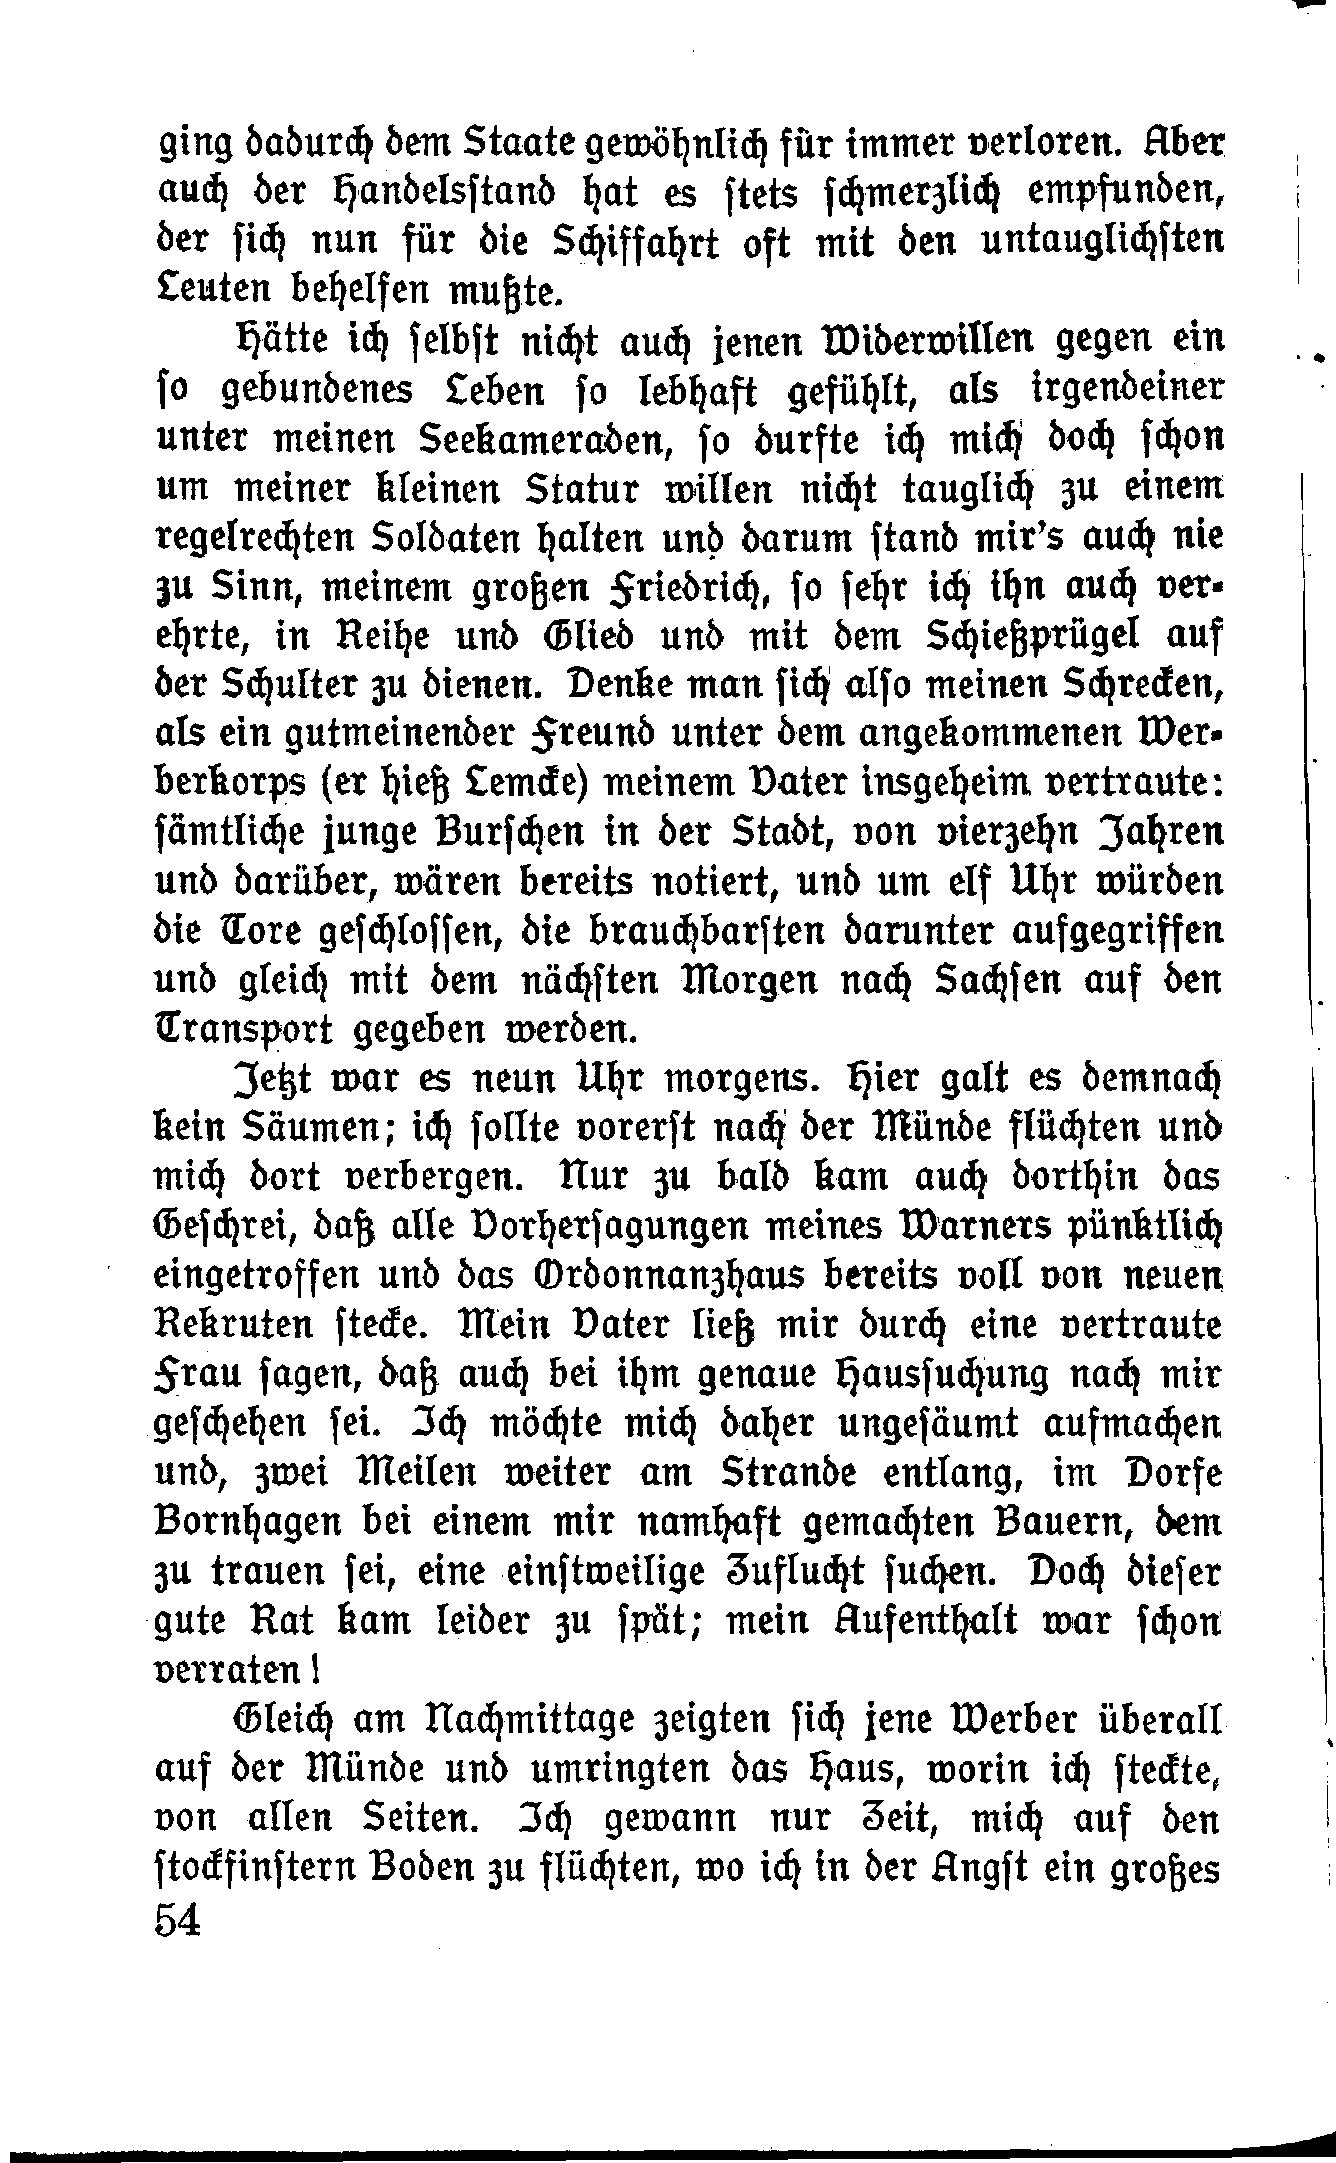 ging dadurch dem Staate gewöhnlich für immer verloren. Aber
auch der Handelsstand hat es stets schmerzlich empfunden,
der sich nun für die Schiffahrt oft mit den untauglichsten
Leuten behelfen mußte.
Hätte ich selbst nicht auch jenen Widerwillen gegen ein
so gebundenes Leben so lebhaft gefühlt, als irgendeiner
unter meinen Seekameraden, so durfte ich mich doch schon
um meiner kleinen Statur willen nicht tauglich zu einem
regelrechten Soldaten halten und darum stand mir's auch nie
zu Sinn, meinem großen Friedrich, so sehr ich ihn auch ver-
ehrte, in Reihe und Glied und mit dem Schießprügel auf
der Schulter zu dienen. Denke man sich also meinen Schrecken,
als ein gutmeinender Freund unter dem angekommenen Wer-
berkorps (er hieß Lemcke) meinem Vater insgeheim vertraute:
sämtliche junge Burschen in der Stadt, von vierzehn Jahren
und darüber, wären bereits notiert, und um elf Uhr würden
die Tore geschlossen, die brauchbarsten darunter aufgegriffen
und gleich mit dem nächsten Morgen nach Sachsen auf den
Transport gegeben werden.
Jetzt war es neun Uhr morgens. Hier galt es demnach
kein Säumen; ich sollte vorerst nach der Münde flüchten und
mich dort verbergen. Nur zu bald kam auch dorthin das
Geschrei, daß alle Vorhersagungen meines Warners pünktlich
eingetroffen und das Ordonnanzhaus bereits voll von neuen
Rekruten stecke. Mein Vater ließ mir durch eine vertraute
Frau sagen, daß auch bei ihm genaue Haussuchung nach mir
geschehen sei. Ich möchte mich daher ungesäumt aufmachen
und, zwei Meilen weiter am Strande entlang, im Dorfe
Bornhagen bei einem mir namhaft gemachten Bauern, dem
zu trauen sei, eine einstweilige Zuflucht suchen. Doch dieser
gute Rat kam leider zu spät; mein Aufenthalt war schon
verraten!
Gleich am Nachmittage zeigten sich jene Werber überall
auf der Münde und umringten das Haus, worin ich steckte,
von allen Seiten. Ich gewann nur Zeit, mich auf den
stockfinstern Boden zu flüchten, wo ich in der Angst ein großes
54